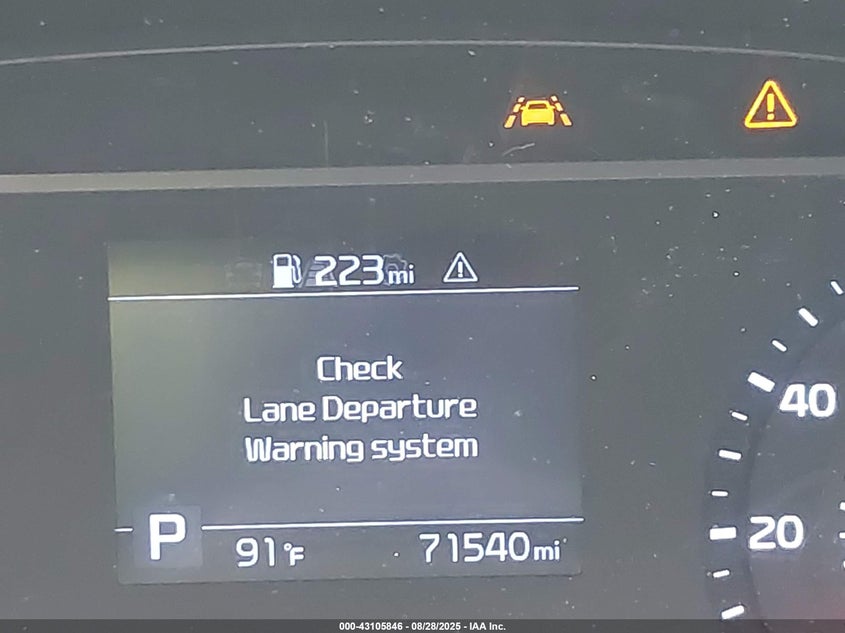 223mi
Check
Lane Departure
Warning system
40
20
P
91°F
71540mi
000-43105846 - 08/28/2025 - IAA Inc.